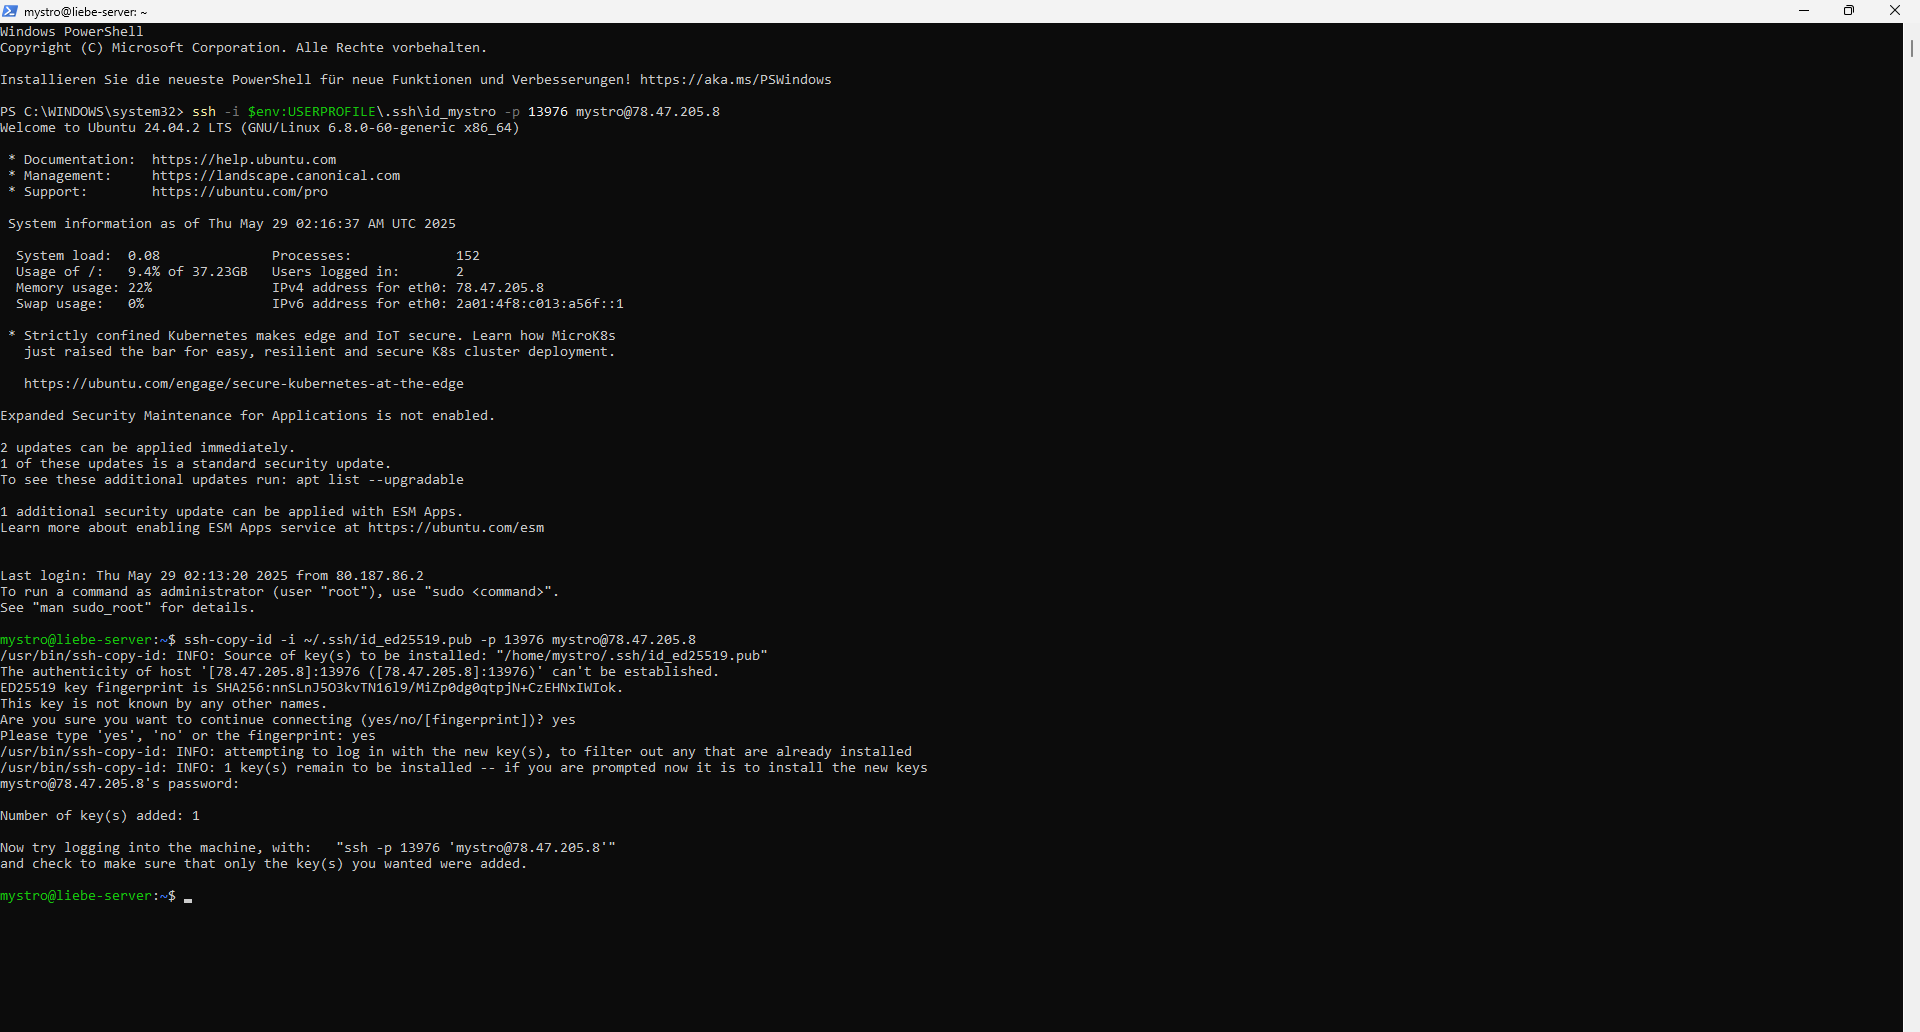 mystro@liebe-server: ~
Windows PowerShell
Copyright (C) Microsoft Corporation. Alle Rechte vorbehalten.
Installieren Sie die neueste PowerShell für neue Funktionen und Verbesserungen! https://aka.ms/PSWindows
PS C:\WINDOWS\system32> ssh -i $env:USERPROFILE\.ssh\id_mystro -p 13976 mystro@78.47.205.8
Welcome to Ubuntu 24.04.2 LTS (GNU/Linux 6.8.0-60-generic x86_64)
* Documentation:  https://help.ubuntu.com
* Management:     https://landscape.canonical.com
* Support:        https://ubuntu.com/pro
System information as of Thu May 29 02:16:37 AM UTC 2025
System load:  0.08              Processes:             152
Usage of /:   9.4% of 37.23GB   Users logged in:       2
Memory usage: 22%               IPv4 address for eth0: 78.47.205.8
Swap usage:   0%                IPv6 address for eth0: 2a01:4f8:c013:a56f::1
* Strictly confined Kubernetes makes edge and IoT secure. Learn how MicroK8s
just raised the bar for easy, resilient and secure K8s cluster deployment.
https://ubuntu.com/engage/secure-kubernetes-at-the-edge
Expanded Security Maintenance for Applications is not enabled.
2 updates can be applied immediately.
1 of these updates is a standard security update.
To see these additional updates run: apt list --upgradable
1 additional security update can be applied with ESM Apps.
Learn more about enabling ESM Apps service at https://ubuntu.com/esm
Last login: Thu May 29 02:13:20 2025 from 80.187.86.2
To run a command as administrator (user "root"), use "sudo <command>".
See "man sudo_root" for details.
mystro@liebe-server:~$ ssh-copy-id -i ~/.ssh/id_ed25519.pub -p 13976 mystro@78.47.205.8
/usr/bin/ssh-copy-id: INFO: Source of key(s) to be installed: "/home/mystro/.ssh/id_ed25519.pub"
The authenticity of host '[78.47.205.8]:13976 ([78.47.205.8]:13976)' can't be established.
ED25519 key fingerprint is SHA256:nnSLnJ5O3kvTN16l9/MiZp0dg0qtpjN+CzEHNxIWIok.
This key is not known by any other names.
Are you sure you want to continue connecting (yes/no/[fingerprint])? yes
Please type 'yes', 'no' or the fingerprint: yes
/usr/bin/ssh-copy-id: INFO: attempting to log in with the new key(s), to filter out any that are already installed
/usr/bin/ssh-copy-id: INFO: 1 key(s) remain to be installed -- if you are prompted now it is to install the new keys
mystro@78.47.205.8's password:
Number of key(s) added: 1
Now try logging into the machine, with:   "ssh -p 13976 'mystro@78.47.205.8'"
and check to make sure that only the key(s) you wanted were added.
mystro@liebe-server:~$